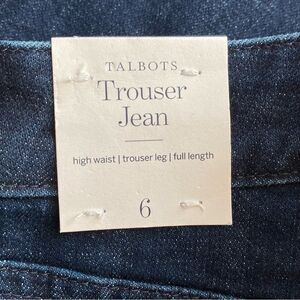 TALBOTS
Trouser
Jean
high waist | trouser leg | full length
6